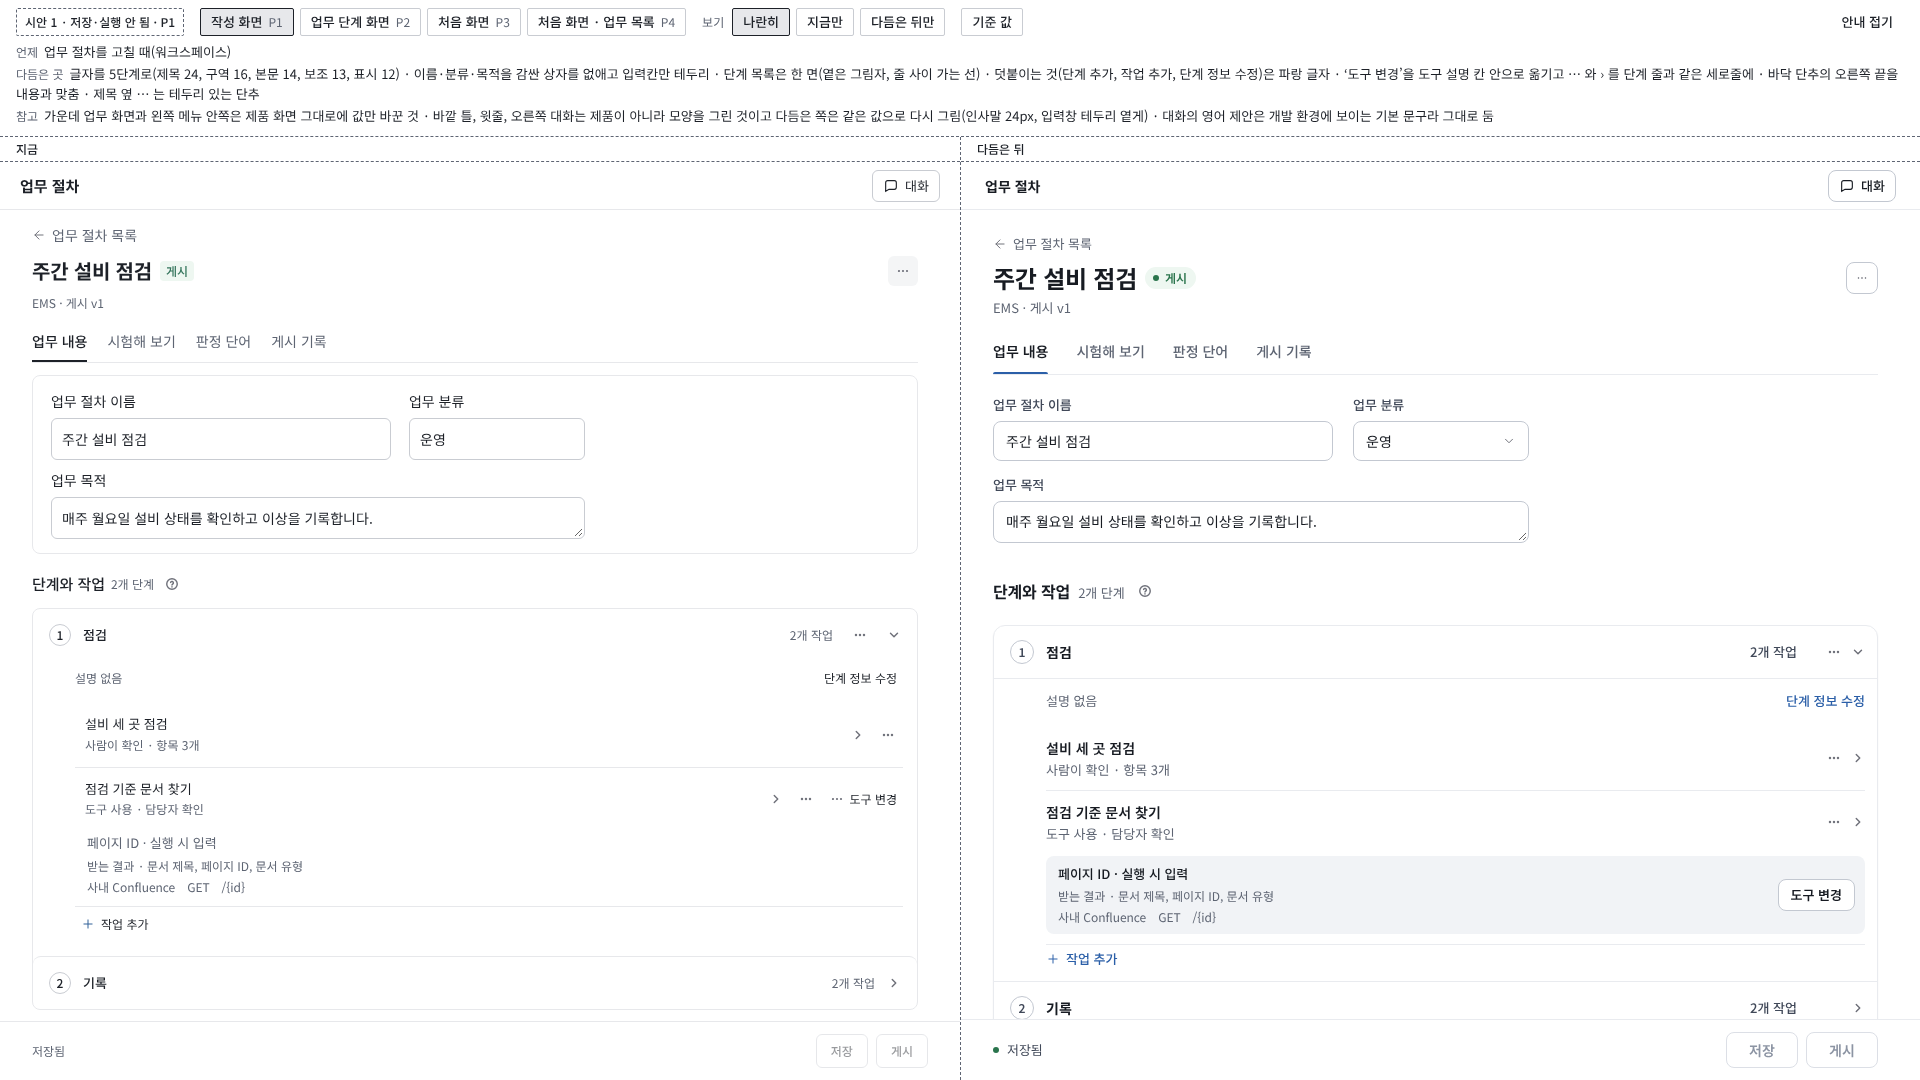 시안 1 · 저장·실행 안 됨 · P1
작성 화면 P1
업무 단계 화면 P2
처음 화면 P3
처음 화면 · 업무 목록 P4
보기
나란히
지금만
다듬은 뒤만
기준 값
안내 접기
언제 업무 절차를 고칠 때(워크스페이스)
다듬은 곳 글자를 5단계로(제목 24, 구역 16, 본문 14, 보조 13, 표시 12) · 이름·분류·목적을 감싼 상자를 없애고 입력칸만 테두리 · 단계 목록은 한 면(옅은 그림자, 줄 사이 가는 선) · 덧붙이는 것(단계 추가, 작업 추가, 단계 정보 수정)은 파랑 글자 · ‘도구 변경’을 도구 설명 칸 안으로 옮기고 ⋯ 와 › 를 단계 줄과 같은 세로줄에 · 바닥 단추의 오른쪽 끝을
내용과 맞춤 · 제목 옆 ⋯ 는 테두리 있는 단추
참고 가운데 업무 화면과 왼쪽 메뉴 안쪽은 제품 화면 그대로에 값만 바꾼 것 · 바깥 틀, 윗줄, 오른쪽 대화는 제품이 아니라 모양을 그린 것이고 다듬은 쪽은 같은 값으로 다시 그림(인사말 24px, 입력창 테두리 옅게) · 대화의 영어 제안은 개발 환경에 보이는 기본 문구라 그대로 둠
지금
업무 절차
대화
← 업무 절차 목록
주간 설비 점검 게시
⋯
EMS · 게시 v1
업무 내용
시험해 보기
판정 단어
게시 기록
업무 절차 이름
업무 분류
주간 설비 점검
운영
업무 목적
매주 월요일 설비 상태를 확인하고 이상을 기록합니다.
단계와 작업 2개 단계 ?
1 점검 2개 작업 ⋯
설명 없음
단계 정보 수정
설비 세 곳 점검
사람이 확인 · 항목 3개
› ⋯
점검 기준 문서 찾기
도구 사용 · 담당자 확인
› ⋯ ⋯ 도구 변경
페이지 ID · 실행 시 입력
받는 결과 · 문서 제목, 페이지 ID, 문서 유형
사내 Confluence GET /{id}
+ 작업 추가
2 기록 2개 작업 ›
저장됨
저장
게시
다듬은 뒤
업무 절차
대화
← 업무 절차 목록
주간 설비 점검 게시
⋯
EMS · 게시 v1
업무 내용
시험해 보기
판정 단어
게시 기록
업무 절차 이름
업무 분류
주간 설비 점검
운영
업무 목적
매주 월요일 설비 상태를 확인하고 이상을 기록합니다.
단계와 작업 2개 단계 ?
1 점검 2개 작업 ⋯
설명 없음
단계 정보 수정
설비 세 곳 점검
사람이 확인 · 항목 3개
⋯ ›
점검 기준 문서 찾기
도구 사용 · 담당자 확인
⋯ ›
페이지 ID · 실행 시 입력
받는 결과 · 문서 제목, 페이지 ID, 문서 유형
사내 Confluence GET /{id}
도구 변경
+ 작업 추가
2 기록 2개 작업 ›
저장됨
저장
게시